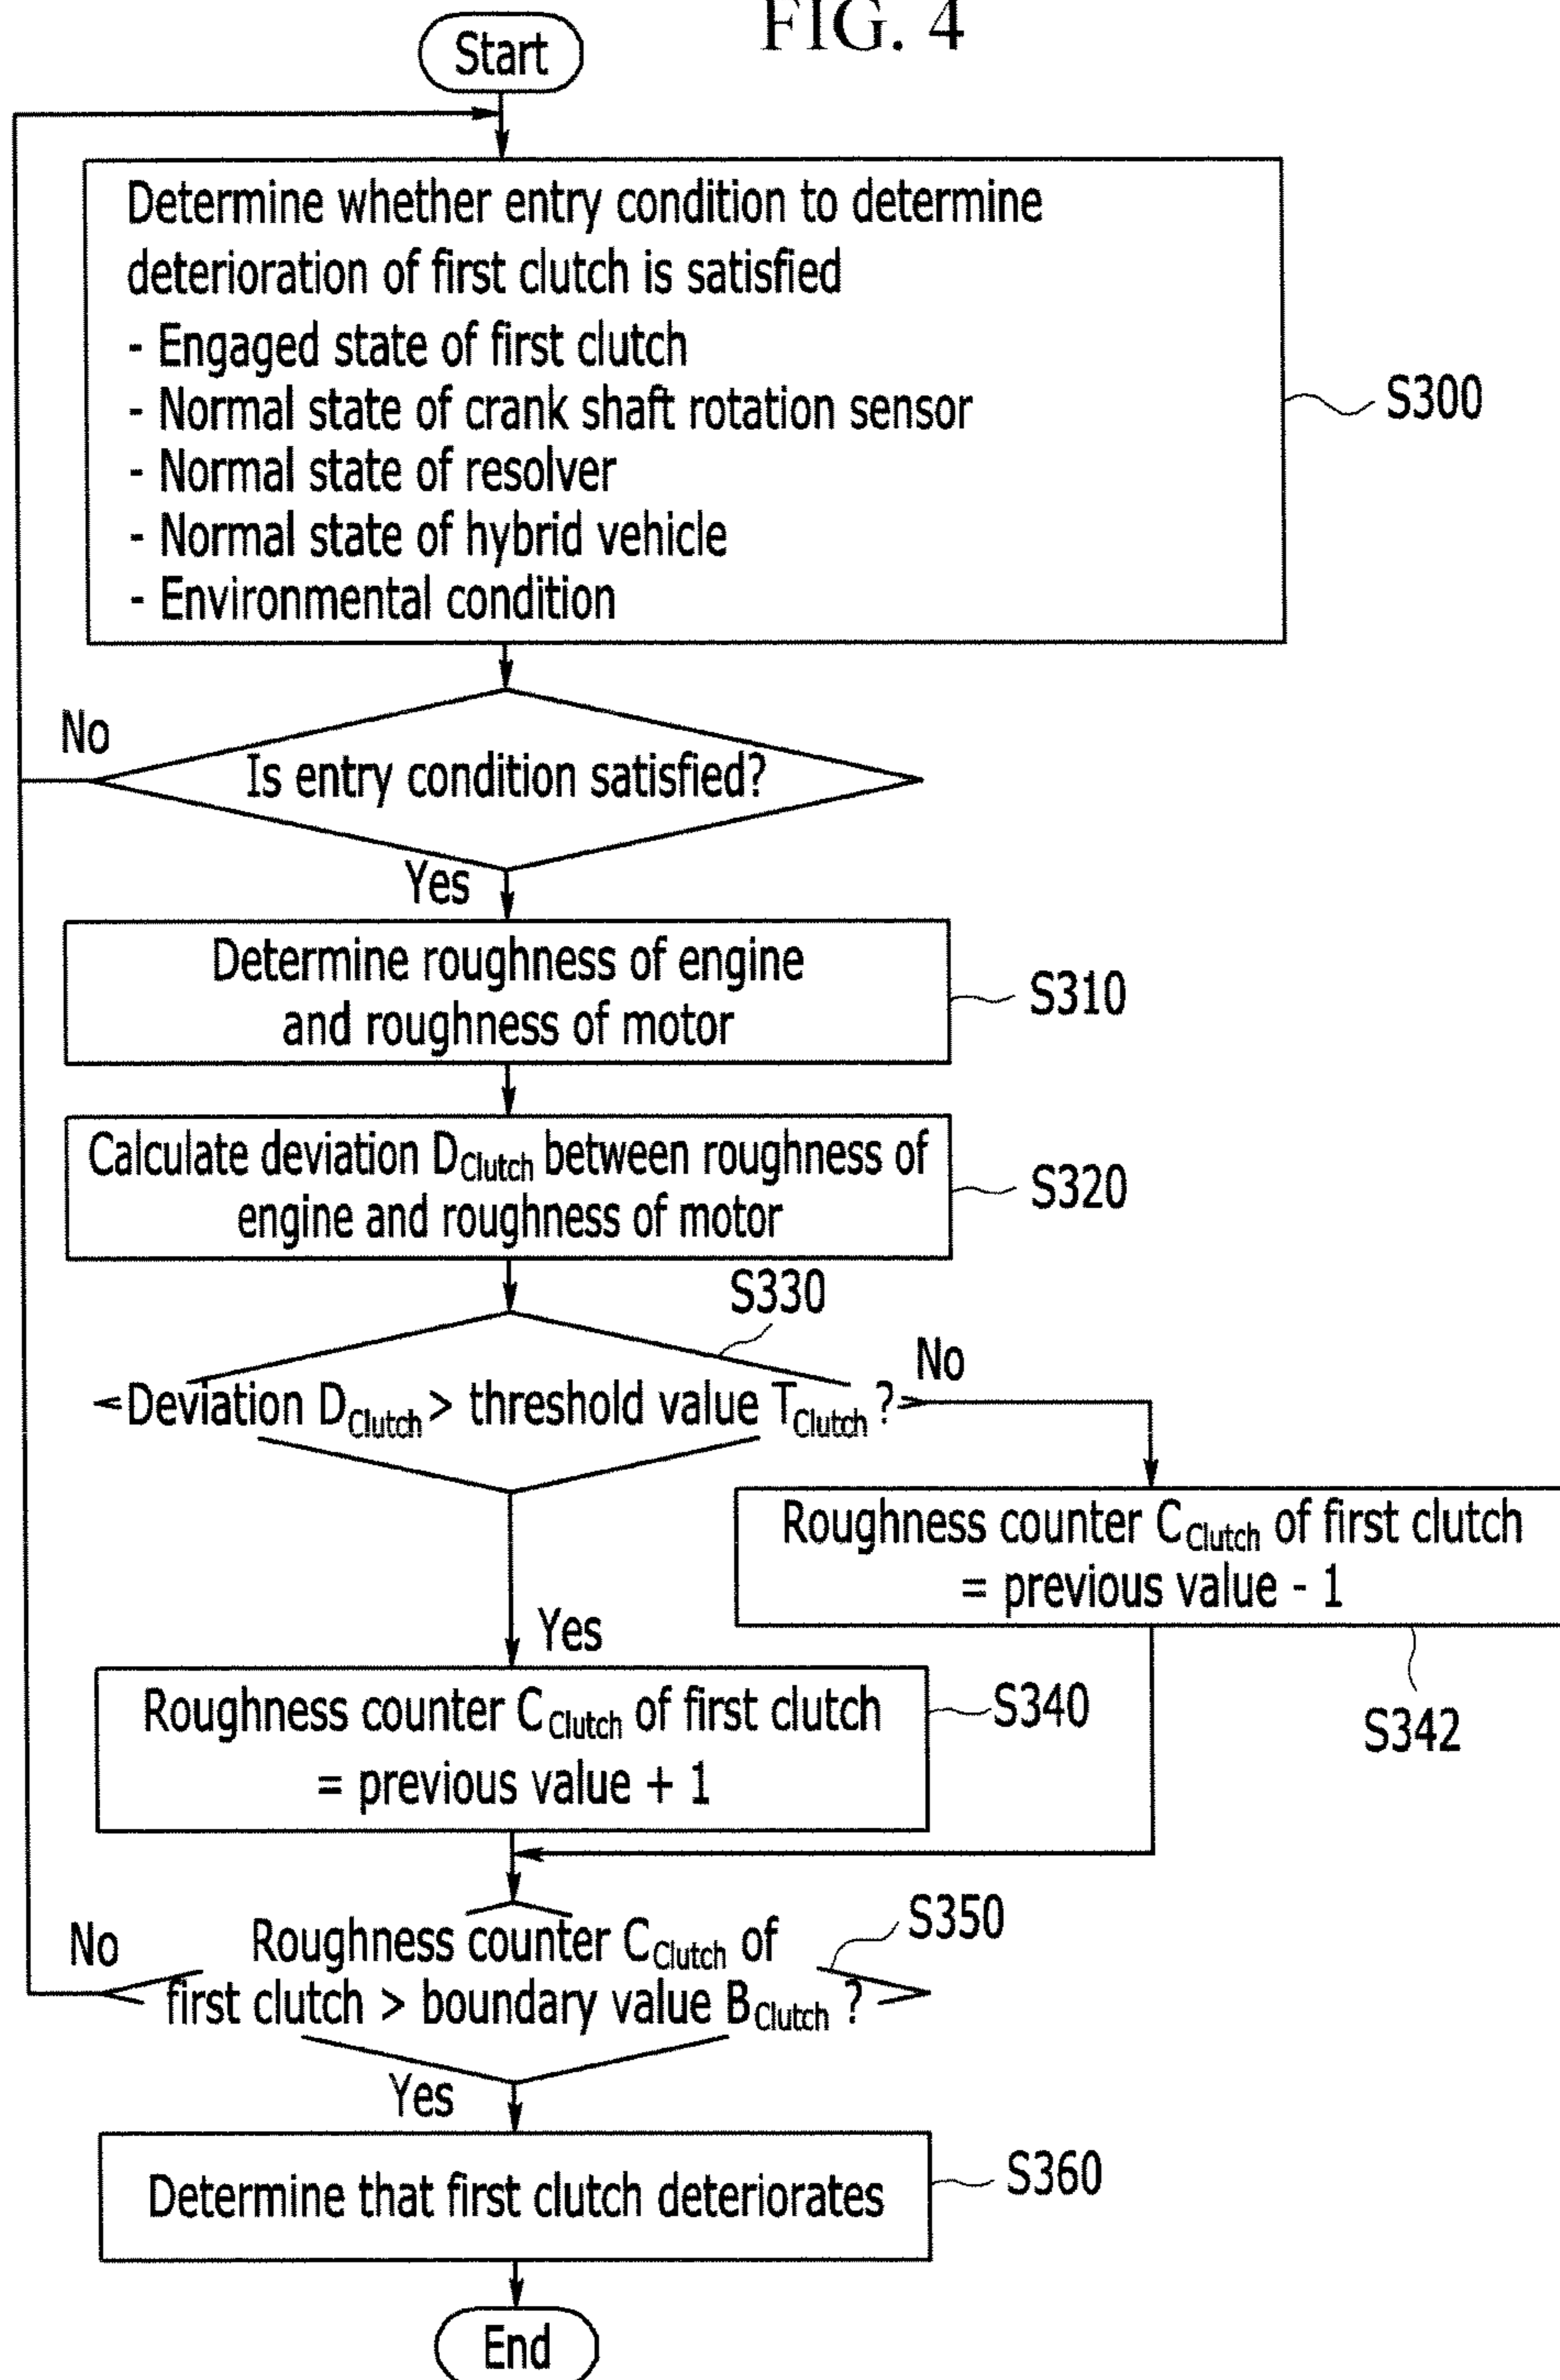 FIG. 4
Start
Determine whether entry condition to determine
deterioration of first clutch is satisfied
- Engaged state of first clutch
- Normal state of crank shaft rotation sensor
- Normal state of resolver
- Normal state of hybrid vehicle
- Environmental condition
S300
No
Is entry condition satisfied?
Yes
Determine roughness of engine
and roughness of motor
S310
Calculate deviation DClutch between roughness of
engine and roughness of motor
S320
S330
No
Deviation DClutch > threshold value TClutch ?
Roughness counter CClutch of first clutch
= previous value - 1
Yes
S342
Roughness counter CClutch of first clutch
= previous value + 1
S340
S350
No
Roughness counter CClutch of
first clutch > boundary value BClutch ?
Yes
Determine that first clutch deteriorates
S360
End